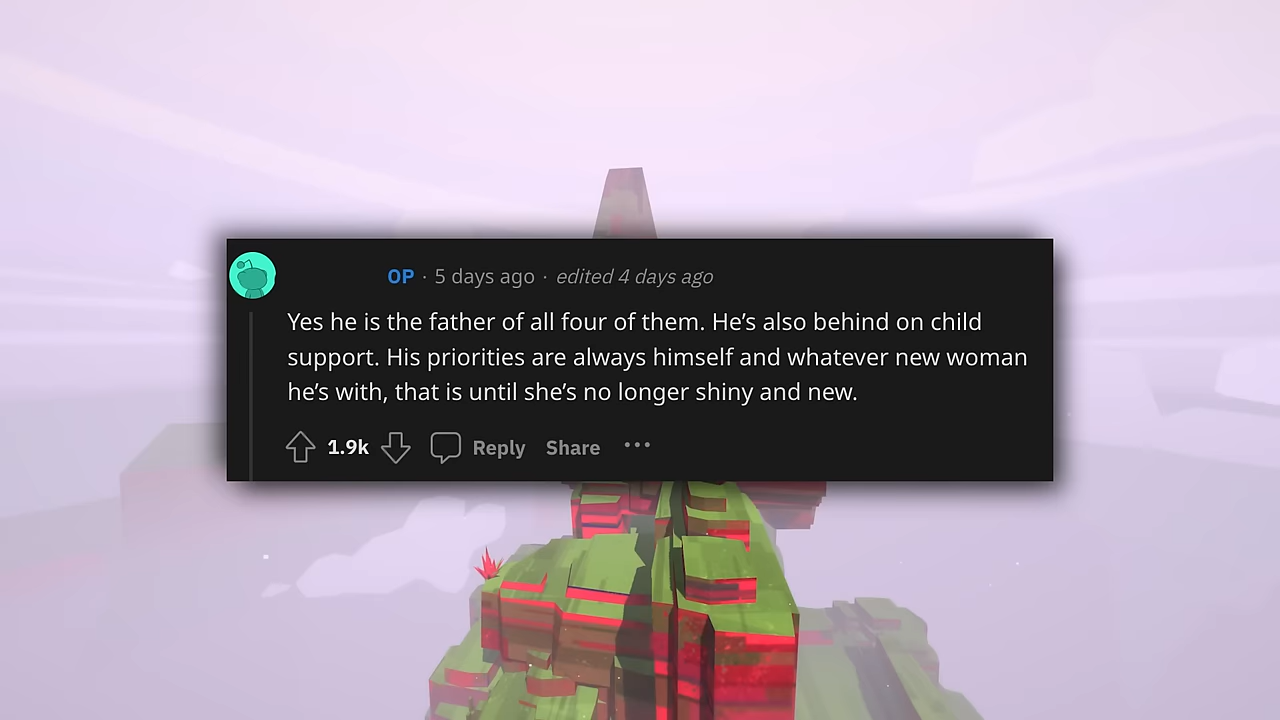 OP · 5 days ago · edited 4 days ago
Yes he is the father of all four of them. He’s also behind on child
support. His priorities are always himself and whatever new woman
he’s with, that is until she’s no longer shiny and new.
1.9k Reply Share ···